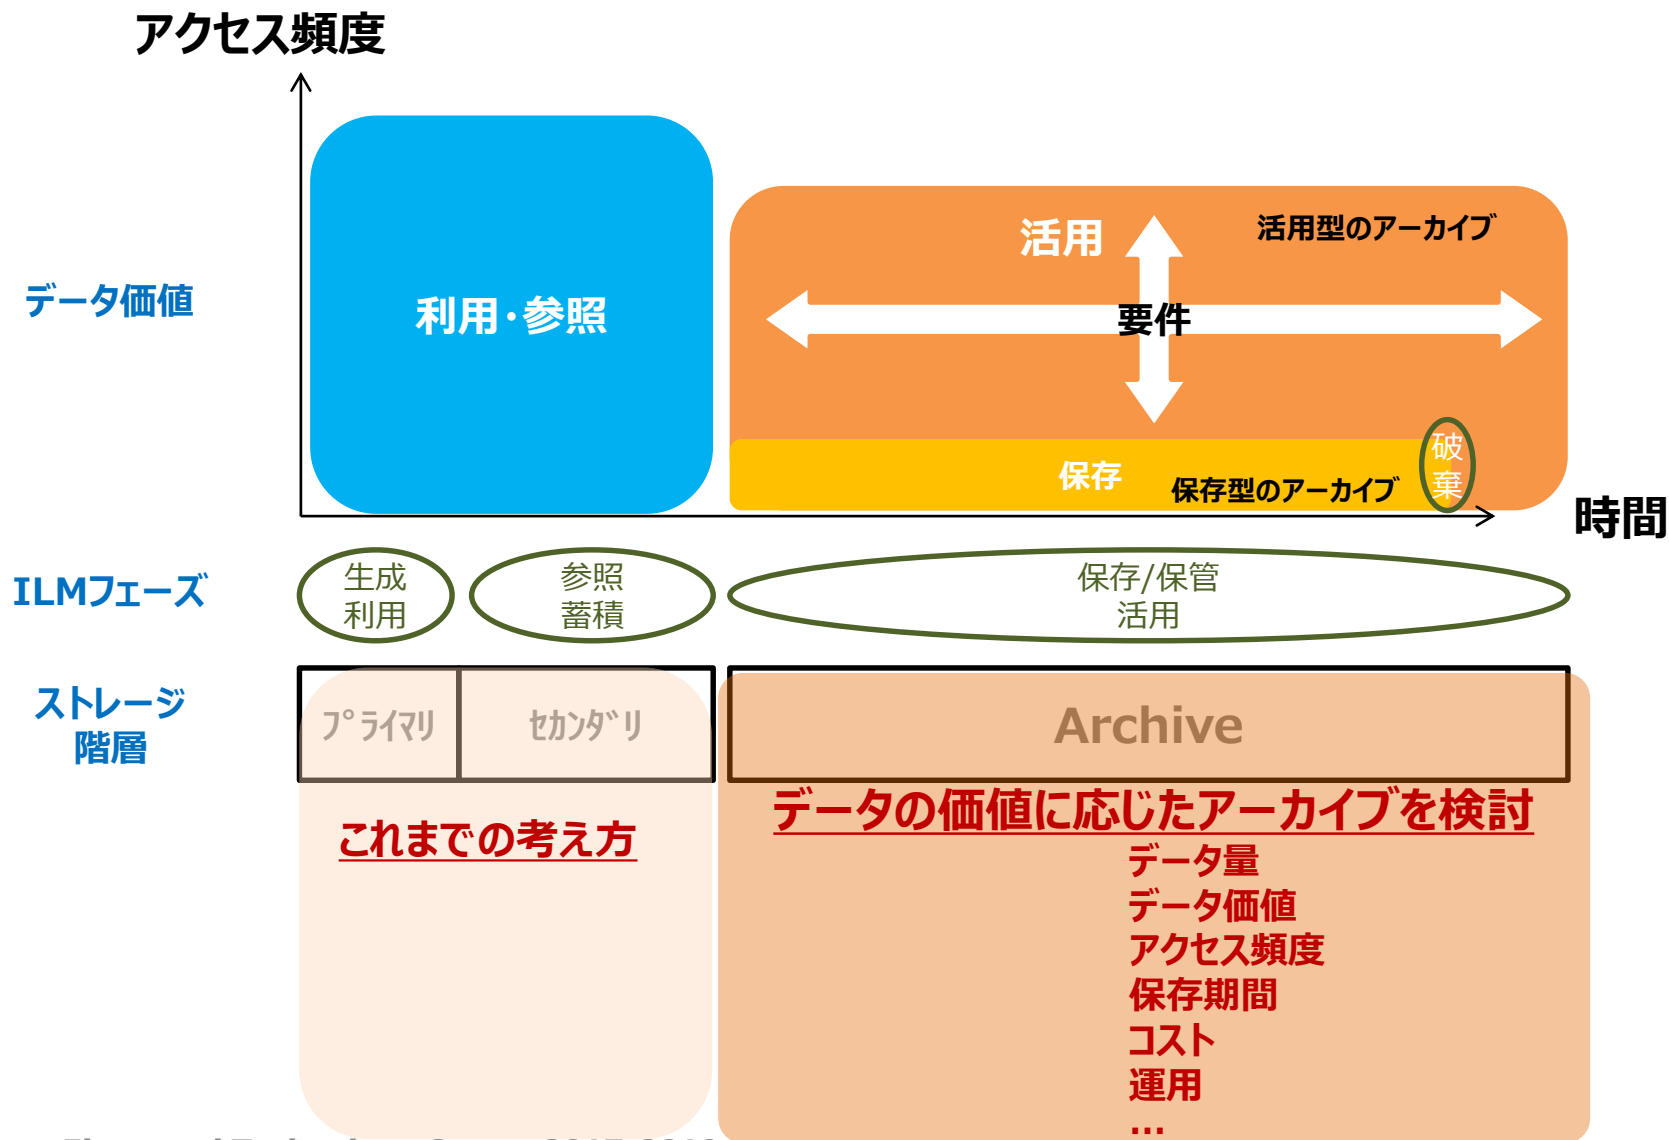 アクセス頻度
活用
活用型のアーカイブ
データ価値
利用・参照
要件
破
棄
保存
保存型のアーカイブ
時間
ILMフェーズ
生成
利用
参照
蓄積
保存/保管
活用
ストレージ
階層
プライマリ
セカンダリ
Archive
データの価値に応じたアーカイブを検討
これまでの考え方
データ量
データ価値
アクセス頻度
保存期間
コスト
運用
...